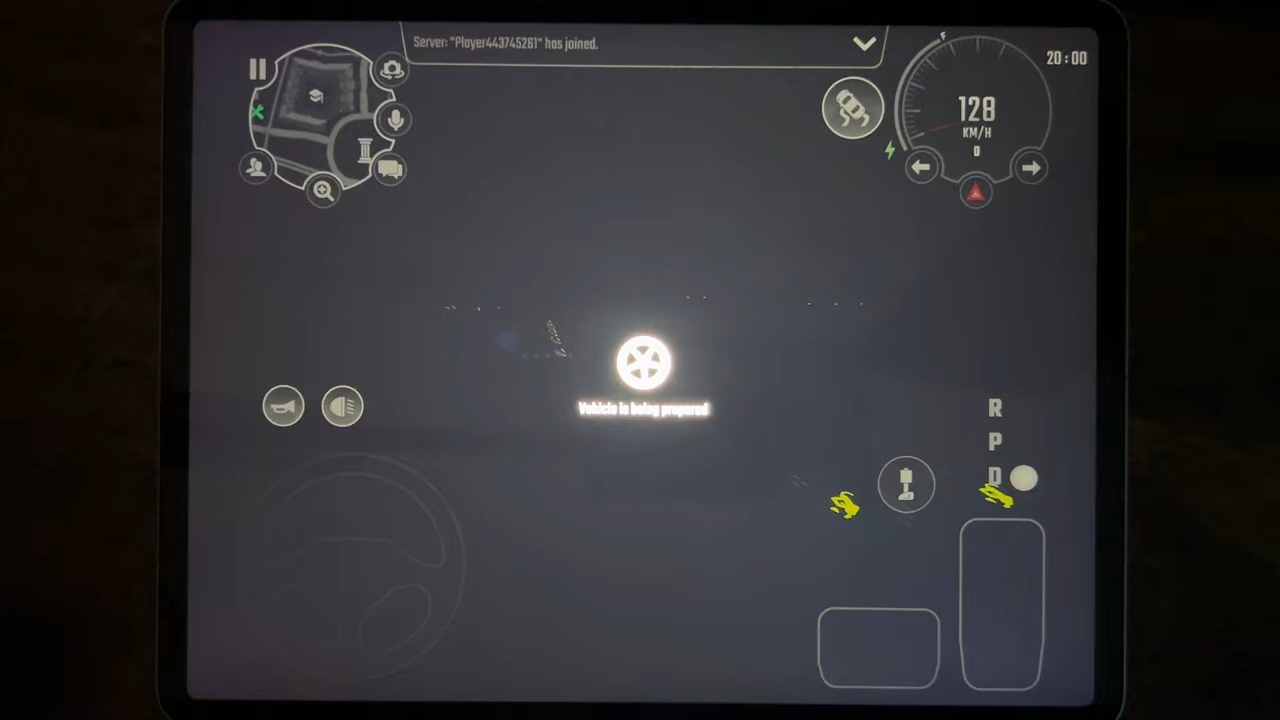 Server: "Player443745261" has joined.
F
20:00
128
KM/H
0
Vehicle is being prepared
R
P
D